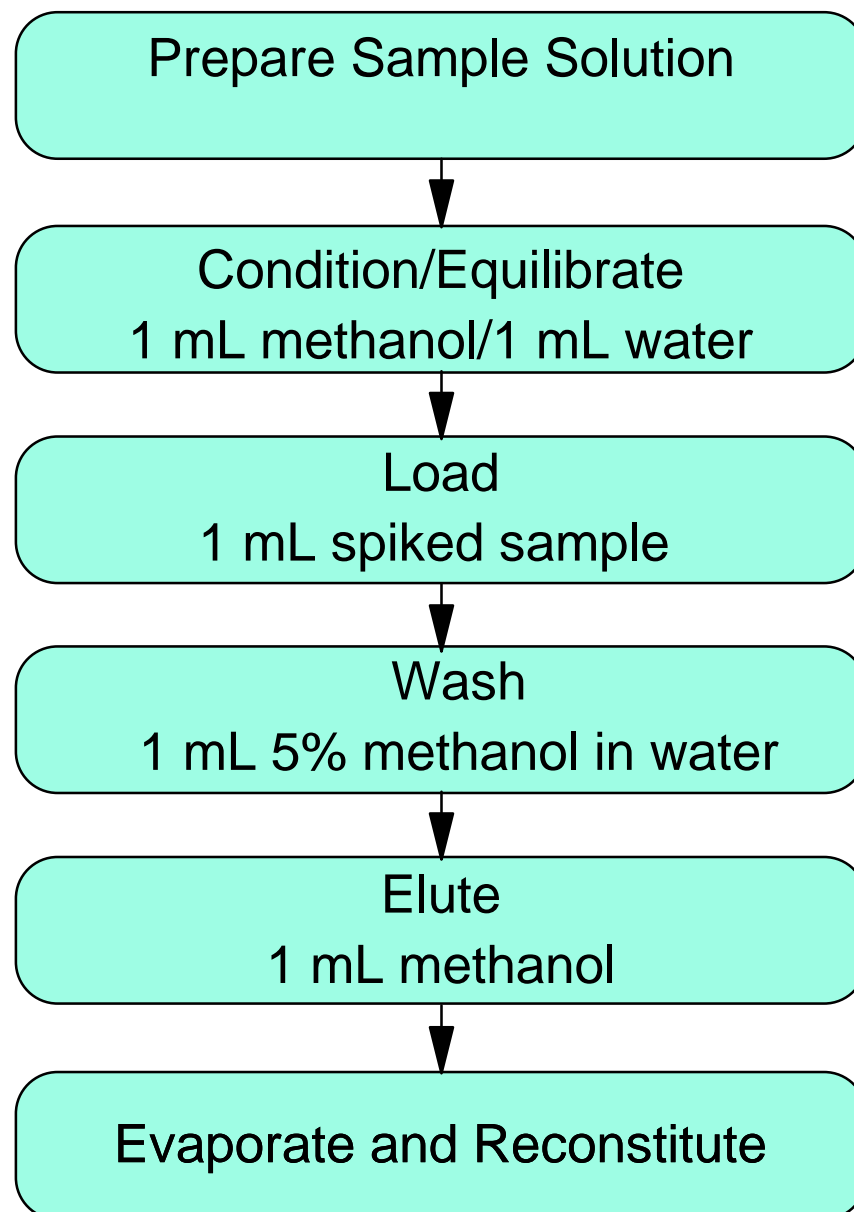 Prepare Sample Solution
Condition/Equilibrate
1 mL methanol/1 mL water
Load
1 mL spiked sample
Wash
1 mL 5% methanol in water
Elute
1 mL methanol
Evaporate and Reconstitute